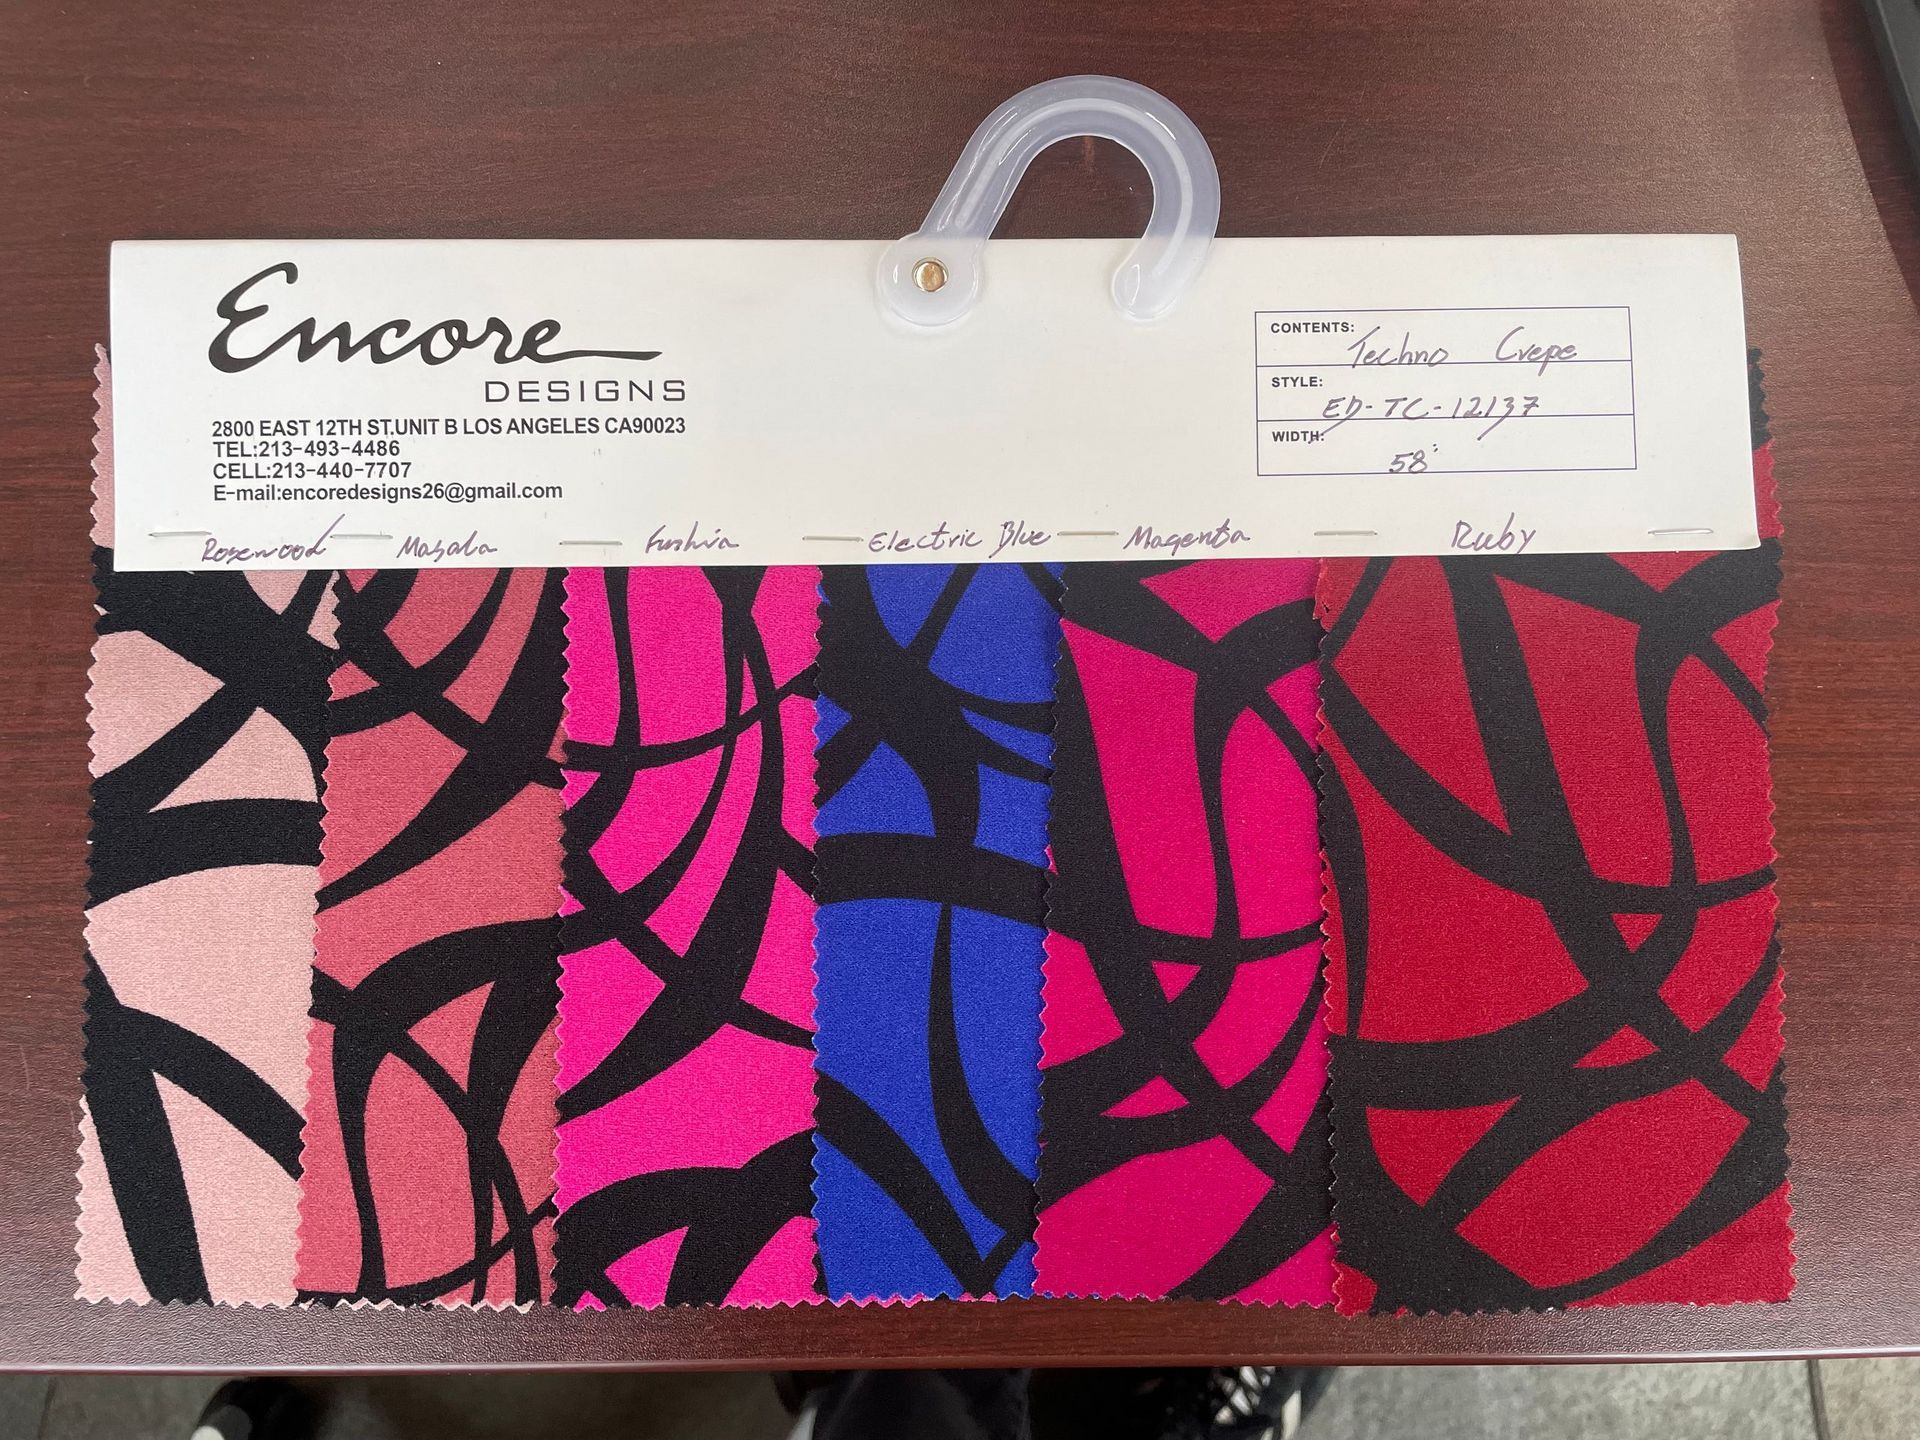 Encore
DESIGNS
2800 EAST 12TH ST.UNIT B LOS ANGELES CA90023
TEL:213-493-4486
CELL:213-440-7707
E-mail:encoredesigns26@gmail.com
CONTENTS: Techno Crepe
STYLE: ED-TC-12137
WIDTH: 58"
Rosewood Masala Fushia Electric Blue Magenta Ruby